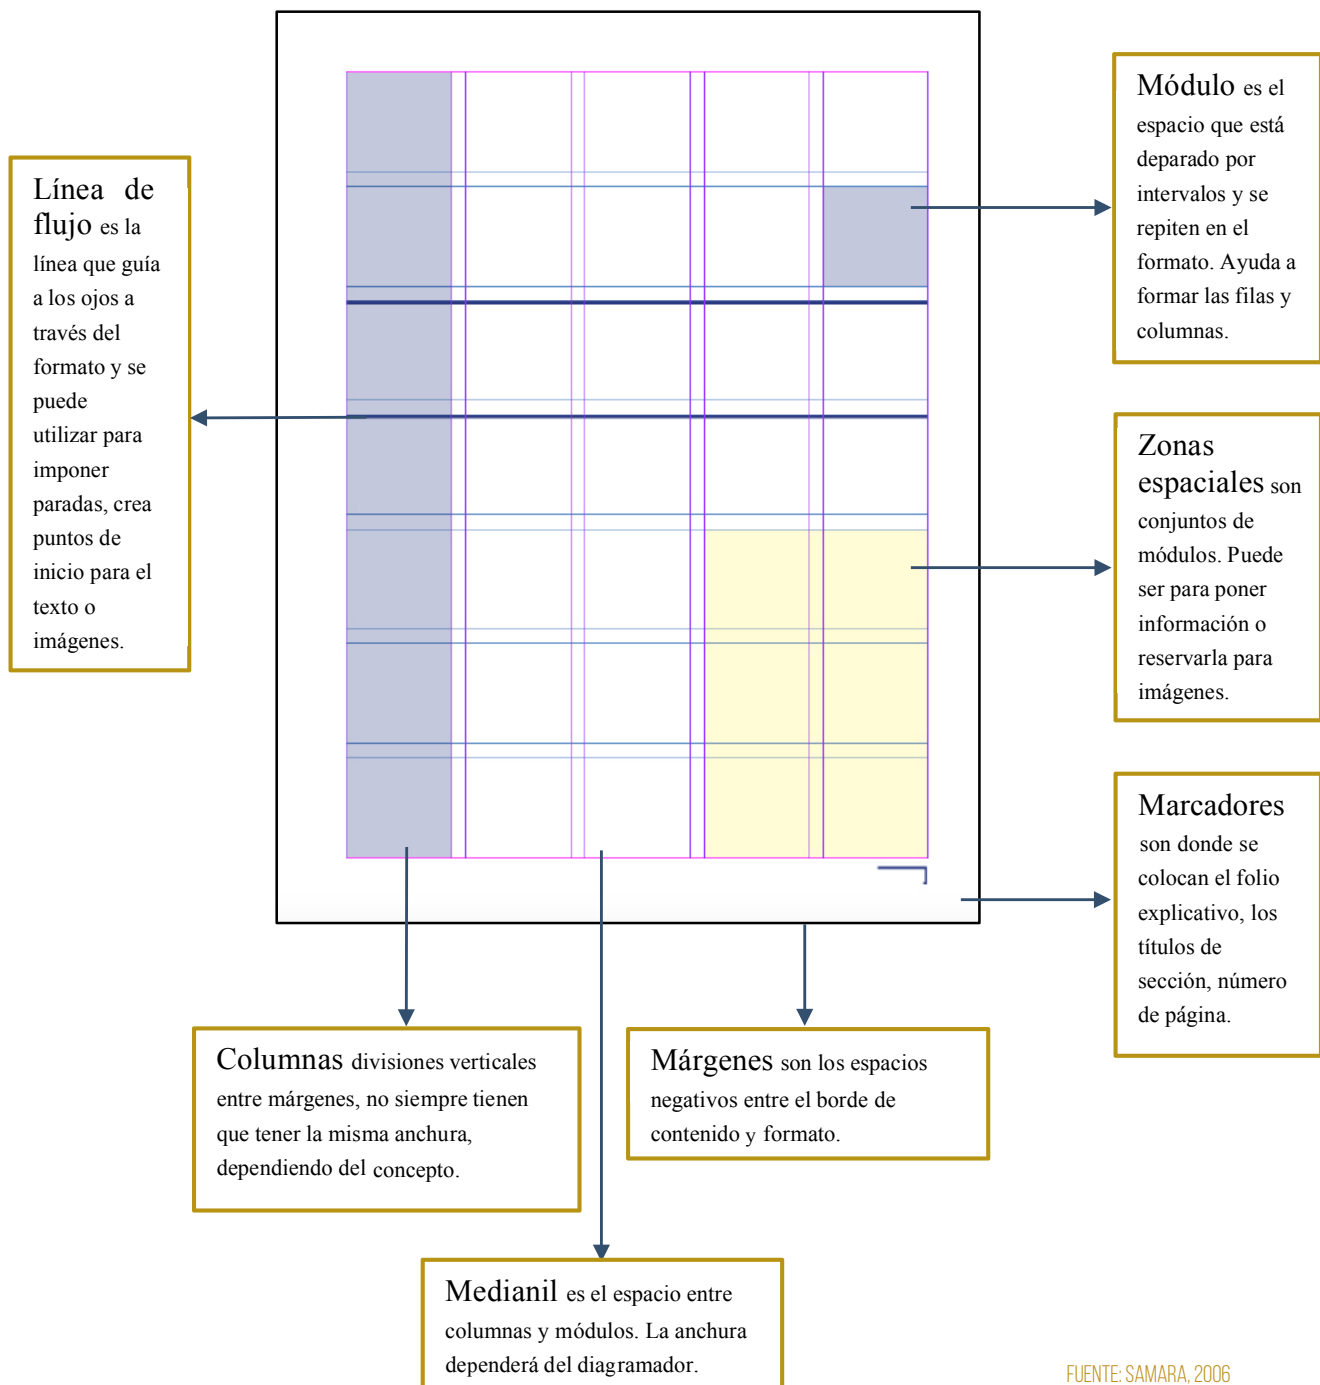 Línea de
flujo es la
línea que guía
a los ojos a
través del
formato y se
puede
utilizar para
imponer
paradas, crea
puntos de
inicio para el
texto o
imágenes.
Módulo es el
espacio que está
deparado por
intervalos y se
repiten en el
formato. Ayuda a
formar las filas y
columnas.
Zonas
espaciales son
conjuntos de
módulos. Puede
ser para poner
información o
reservarla para
imágenes.
Marcadores
son donde se
colocan el folio
explicativo, los
títulos de
sección, número
de página.
Columnas divisiones verticales
entre márgenes, no siempre tienen
que tener la misma anchura,
dependiendo del concepto.
Márgenes son los espacios
negativos entre el borde de
contenido y formato.
Medianil es el espacio entre
columnas y módulos. La anchura
dependerá del diagramador.
FUENTE: SAMARA, 2006